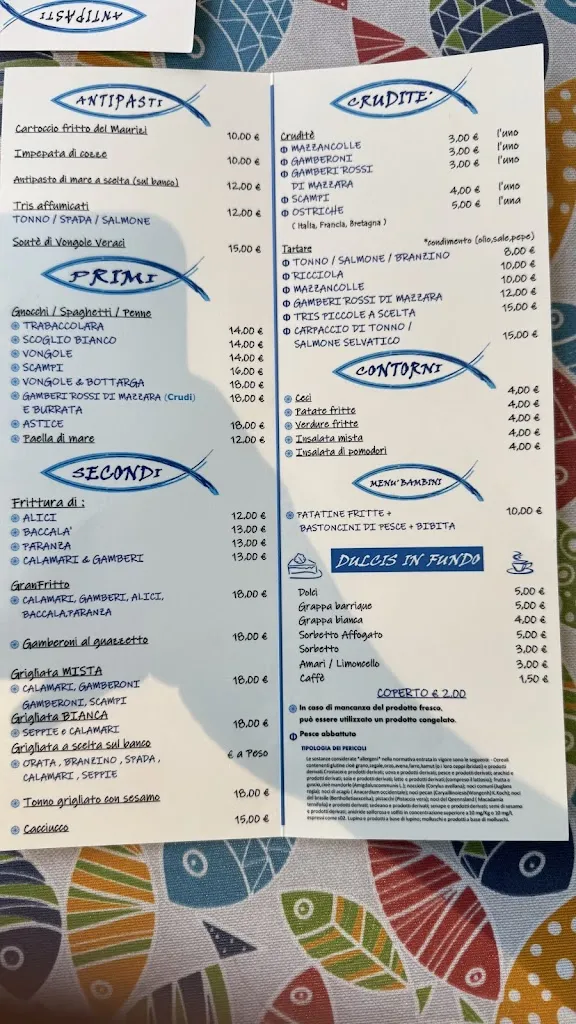 ANTIPASTI
ANTIPASTI
Cartoccio fritto del Maurizi 10,00 €
Impepata di cozze 10,00 €
Antipasto di mare a scelta (sul banco) 12,00 €
Tris affumicati 12,00 €
TONNO / SPADA / SALMONE
Soutè di Vongole Veraci 15,00 €
PRIMI
Gnocchi / Spaghetti / Penne
TRABACCOLARA 14,00 €
SCOGLIO BIANCO 14,00 €
VONGOLE 14,00 €
SCAMPI 16,00 €
VONGOLE & BOTTARGA 18,00 €
GAMBERI ROSSI DI MAZZARA (Crudi) 18,00 €
E BURRATA
ASTICE 18,00 €
Paella di mare 12,00 €
SECONDI
Frittura di :
ALICI 12,00 €
BACCALA' 13,00 €
PARANZA 13,00 €
CALAMARI & GAMBERI 13,00 €
GranFritto
CALAMARI, GAMBERI, ALICI, 18,00 €
BACCALA,PARANZA
Gamberoni al guazzetto 18,00 €
Grigliata MISTA
CALAMARI, GAMBERONI 18,00 €
GAMBERONI, SCAMPI
Grigliata BIANCA
SEPPIE e CALAMARI 18,00 €
Grigliata a scelta sul banco
ORATA , BRANZINO , SPADA , € a Peso
CALAMARI , SEPPIE
Tonno grigliato con sesamo 18,00 €
Cacciucco 15,00 €
CRUDITE'
Cruditè
MAZZANCOLLE 3,00 € l'uno
GAMBERONI 3,00 € l'uno
GAMBERI ROSSI 3,00 € l'uno
DI MAZZARA
SCAMPI 4,00 € l'uno
OSTRICHE 5,00 € l'una
( Italia, Francia, Bretagna )
Tartare *condimento (olio,sale,pepe)
TONNO / SALMONE / BRANZINO 8,00 €
RICCIOLA 10,00 €
MAZZANCOLLE 10,00 €
GAMBERI ROSSI DI MAZZARA 12,00 €
TRIS PICCOLE A SCELTA 15,00 €
CARPACCIO DI TONNO /
SALMONE SELVATICO 15,00 €
CONTORNI
Ceci 4,00 €
Patate fritte 4,00 €
Verdure fritte 4,00 €
Insalata mista 4,00 €
Insalata di pomodori 4,00 €
MENU' BAMBINI
PATATINE FRITTE + 10,00 €
BASTONCINI DI PESCE + BIBITA
DULCIS IN FUNDO
Dolci 5,00 €
Grappa barrique 5,00 €
Grappa bianca 4,00 €
Sorbetto Affogato 5,00 €
Sorbetto 3,00 €
Amari / Limoncello 3,00 €
Caffè 1,50 €
COPERTO € 2,00
In caso di mancanza del prodotto fresco,
può essere utilizzato un prodotto congelato.
Pesce abbattuto
TIPOLOGIA DEI PERICOLI